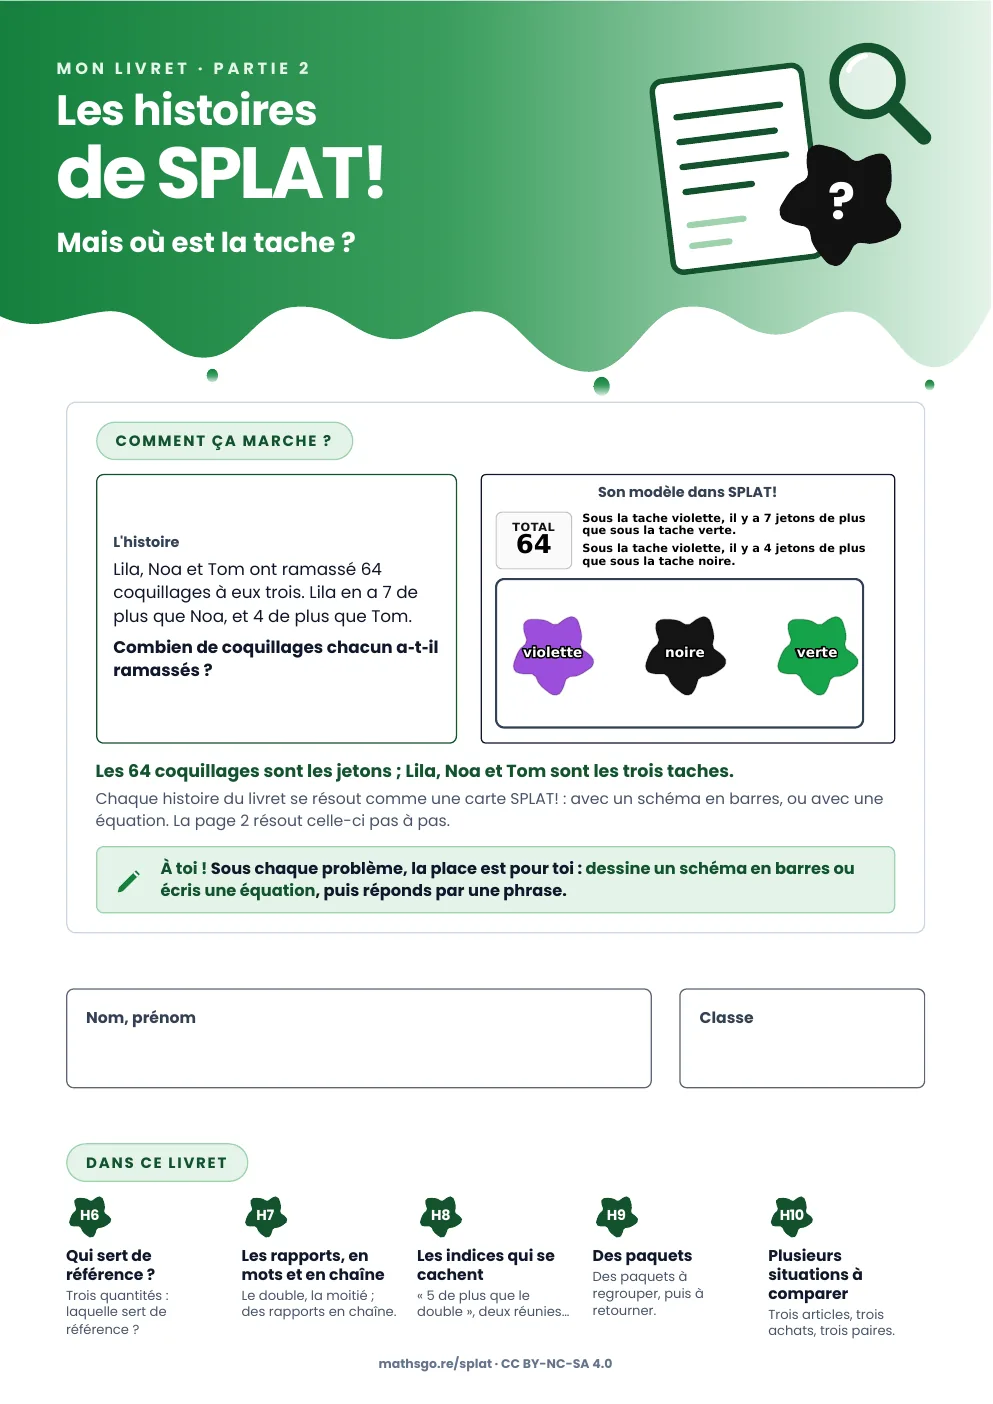 MON LIVRET · PARTIE 2
Les histoires
de SPLAT!
Mais où est la tache ?
?
COMMENT ÇA MARCHE ?
L'histoire
Lila, Noa et Tom ont ramassé 64
coquillages à eux trois. Lila en a 7 de
plus que Noa, et 4 de plus que Tom.
Combien de coquillages chacun a-t-il
ramassés ?
Son modèle dans SPLAT!
TOTAL
64
Sous la tache violette, il y a 7 jetons de plus
que sous la tache verte.
Sous la tache violette, il y a 4 jetons de plus
que sous la tache noire.
violette
noire
verte
Les 64 coquillages sont les jetons ; Lila, Noa et Tom sont les trois taches.
Chaque histoire du livret se résout comme une carte SPLAT! : avec un schéma en barres, ou avec une
équation. La page 2 résout celle-ci pas à pas.
À toi ! Sous chaque problème, la place est pour toi : dessine un schéma en barres ou
écris une équation, puis réponds par une phrase.
Nom, prénom
Classe
DANS CE LIVRET
H6
Qui sert de
référence ?
Trois quantités :
laquelle sert de
référence ?
H7
Les rapports, en
mots et en chaîne
Le double, la moitié ;
des rapports en chaîne.
H8
Les indices qui se
cachent
« 5 de plus que le
double », deux réunies…
H9
Des paquets
Des paquets à
regrouper, puis à
retourner.
H10
Plusieurs
situations à
comparer
Trois articles, trois
achats, trois paires.
mathsgo.re/splat · CC BY-NC-SA 4.0